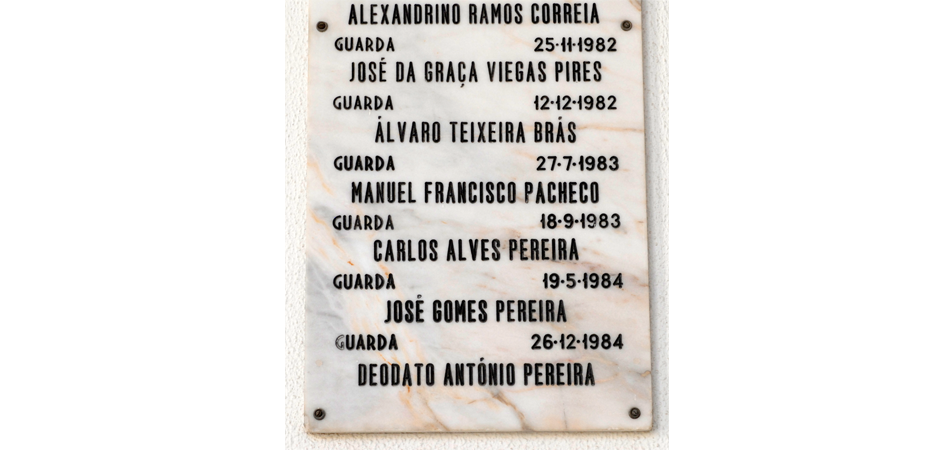 ALEXANDRINO RAMOS CORREIA
GUARDA 25·11·1982
JOSÉ DA GRAÇA VIEGAS PIRES
GUARDA 12·12·1982
ÁLVARO TEIXEIRA BRÁS
GUARDA 27·7·1983
MANUEL FRANCISCO PACHECO
GUARDA 18·9·1983
CARLOS ALVES PEREIRA
GUARDA 19·5·1984
JOSÉ GOMES PEREIRA
GUARDA 26·12·1984
DEODATO ANTÓNIO PEREIRA